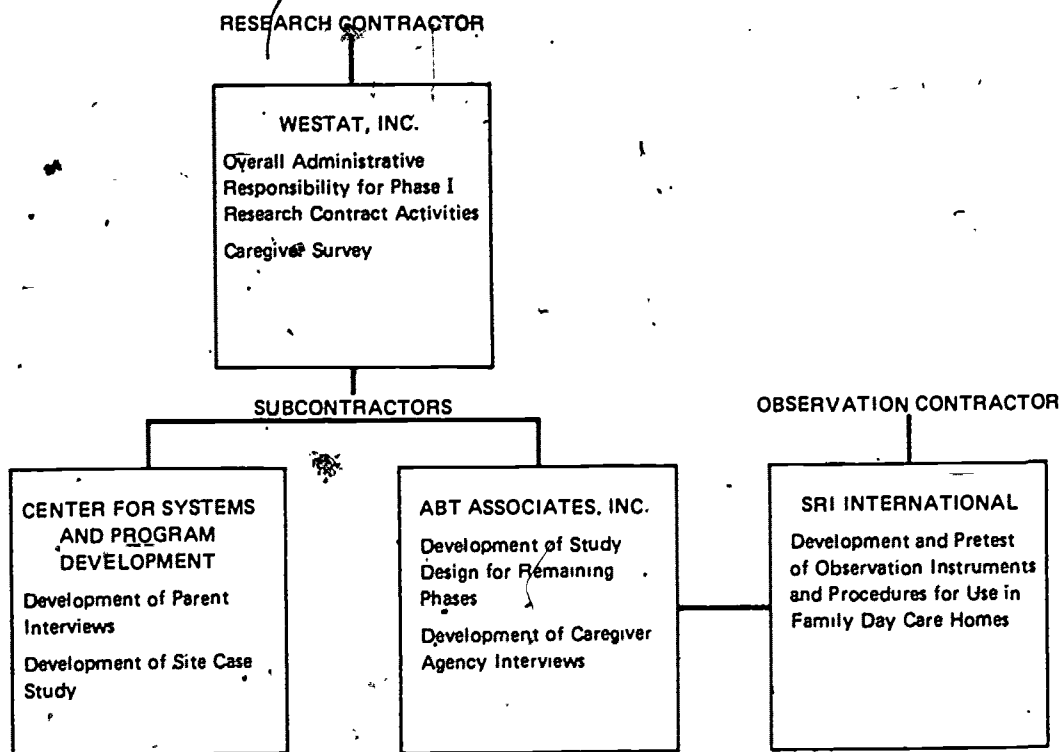 RESEARCH CONTRACTOR
WESTAT, INC.
Overall Administrative
Responsibility for Phase I
Research Contract Activities
Caregiver Survey
SUBCONTRACTORS
OBSERVATION CONTRACTOR
CENTER FOR SYSTEMS
AND PROGRAM
DEVELOPMENT
Development of Parent
Interviews
Development of Site Case
Study
ABT ASSOCIATES, INC.
Development of Study
Design for Remaining
Phases
Development of Caregiver
Agency Interviews
SRI INTERNATIONAL
Development and Pretest
of Observation Instruments
and Procedures for Use in
Family Day Care Homes